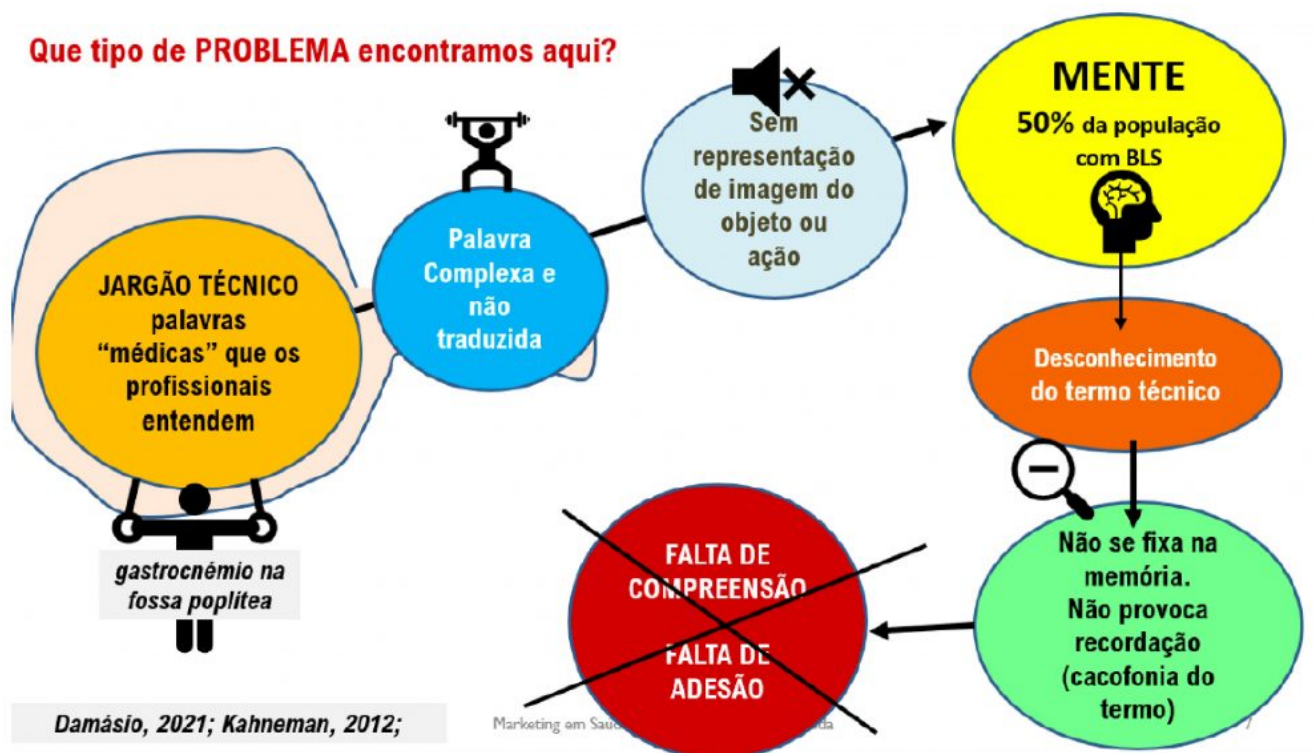 Que tipo de PROBLEMA encontramos aqui?
JARGÃO TÉCNICO
palavras
“médicas” que os
profissionais
entendem
gastrocnémio na
fossa poplítea
Palavra
Complexa e
não
traduzida
Sem
representação
de imagem do
objeto ou
ação
MENTE
50% da população
com BLS
Desconhecimento
do termo técnico
Não se fixa na
memória.
Não provoca
recordação
(cacofonia do
termo)
FALTA DE
COMPREENSÃO
FALTA DE
ADESÃO
Damásio, 2021; Kahneman, 2012;
Marketing em
7